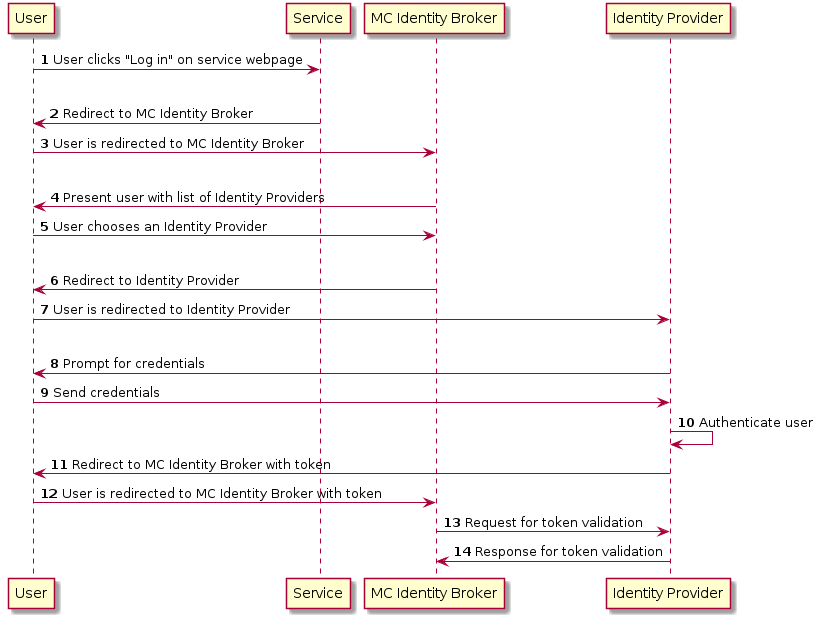 User Service MC Identity Broker Identity Provider
1 User clicks "Log in" on service webpage
2 Redirect to MC Identity Broker
3 User is redirected to MC Identity Broker
4 Present user with list of Identity Providers
5 User chooses an Identity Provider
6 Redirect to Identity Provider
7 User is redirected to Identity Provider
8 Prompt for credentials
9 Send credentials
10 Authenticate user
11 Redirect to MC Identity Broker with token
12 User is redirected to MC Identity Broker with token
13 Request for token validation
14 Response for token validation
User Service MC Identity Broker Identity Provider